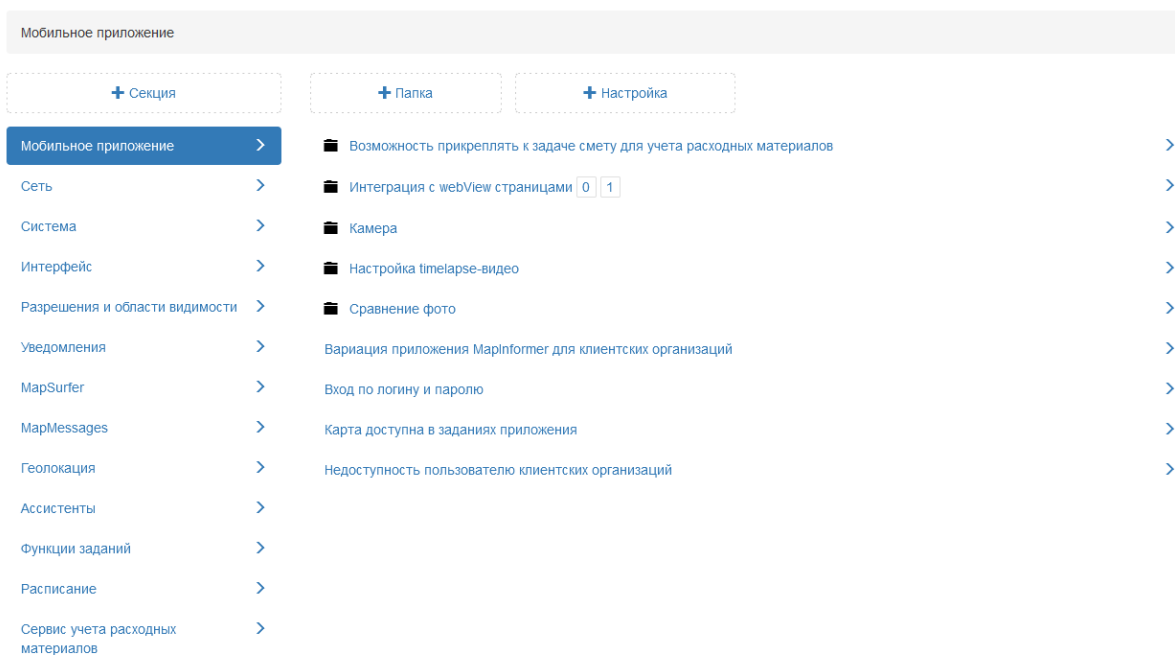 Мобильное приложение
+ Секция
+ Папка
+ Настройка
Мобильное приложение
Сеть
Система
Интерфейс
Разрешения и области видимости
Уведомления
MapSurfer
MapMessages
Геолокация
Ассистенты
Функции заданий
Расписание
Сервис учета расходных
материалов
Возможность прикреплять к задаче смету для учета расходных материалов
Интеграция с webView страницами 0 1
Камера
Настройка timelapse-видео
Сравнение фото
Вариация приложения MapInformer для клиентских организаций
Вход по логину и паролю
Карта доступна в заданиях приложения
Недоступность пользователю клиентских организаций